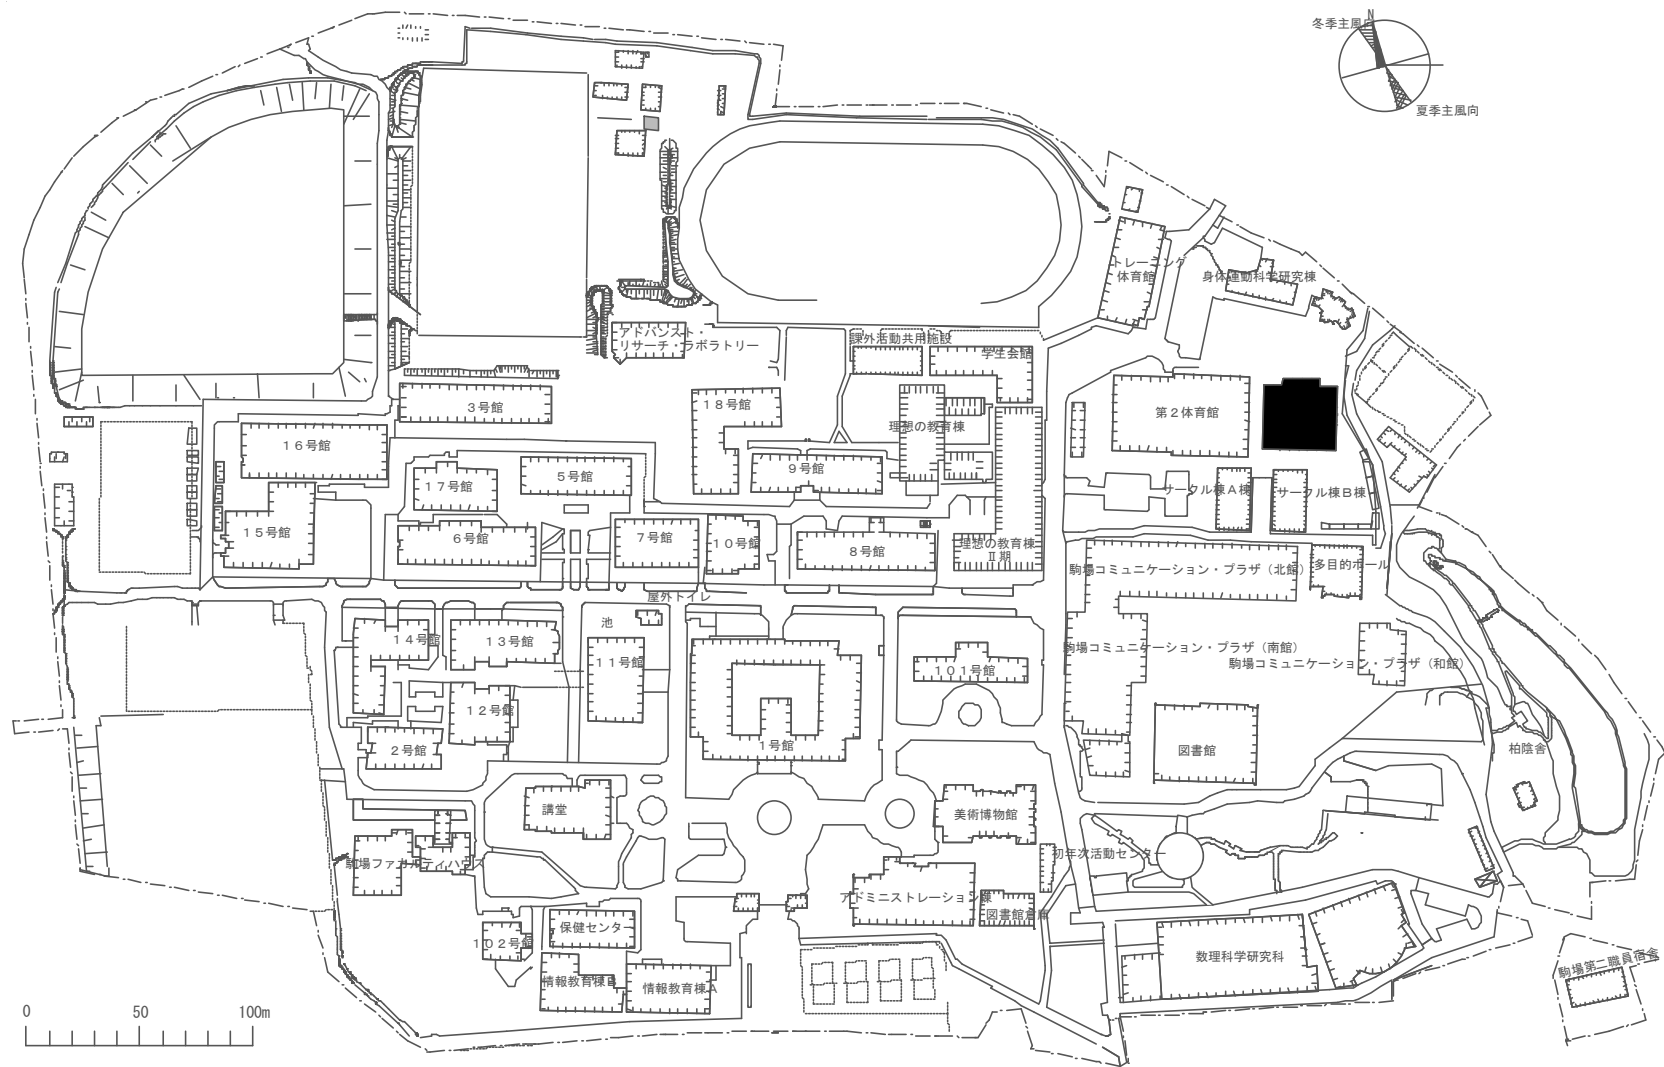 N
冬季主風向
夏季主風向
トレーニング
体育館
身体運動科学研究棟
アドバンスト・
リサーチ・ラボラトリー
課外活動共用施設
学生会館
3号館
18号館
理想の教育棟
第2体育館
16号館
17号館
5号館
9号館
サークル棟A棟
サークル棟B棟
15号館
6号館
7号館
10号館
8号館
理想の教育棟
Ⅱ期
駒場コミュニケーション・プラザ(北館)
多目的ホール
屋外トイレ
池
14号館
13号館
11号館
101号館
駒場コミュニケーション・プラザ(南館)
駒場コミュニケーション・プラザ(和館)
12号館
2号館
1号館
図書館
柏陰舎
講堂
美術博物館
駒場ファカルティハウス
初年次活動センター
アドミニストレーション棟
図書館倉庫
102号館
保健センター
数理科学研究科
駒場第二職員宿舎
情報教育棟B
情報教育棟A
0 50 100m